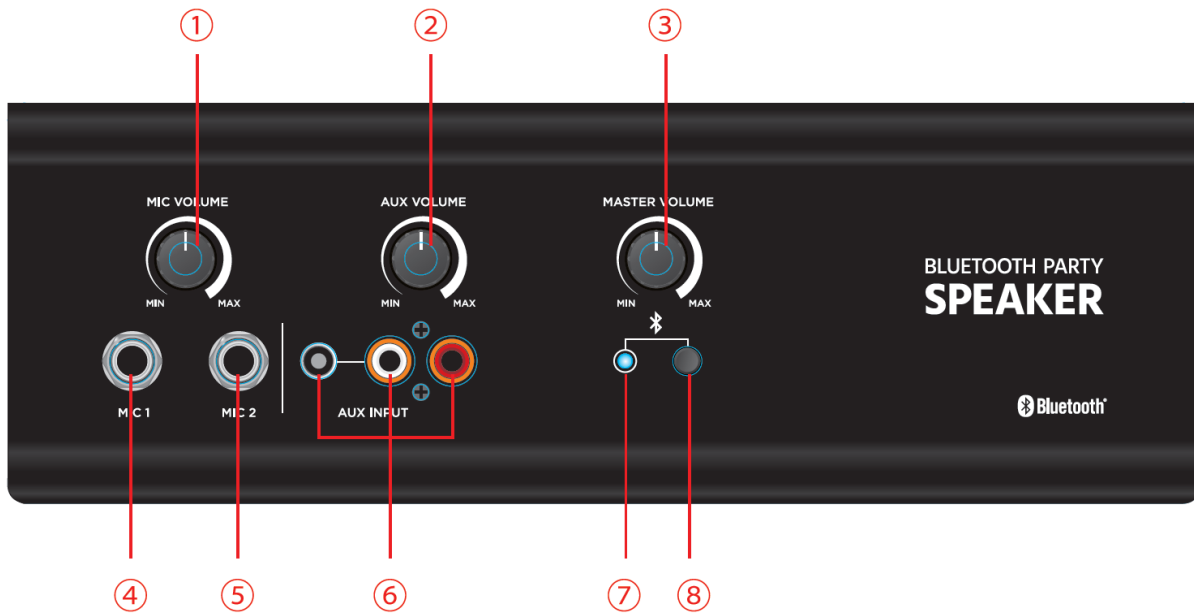 ① ② ③
MIC VOLUME AUX VOLUME MASTER VOLUME
MIN MAX MIN MAX MIN MAX
BLUETOOTH PARTY
SPEAKER
MIC 1 MIC 2 AUX INPUT
Bluetooth®
④ ⑤ ⑥ ⑦ ⑧